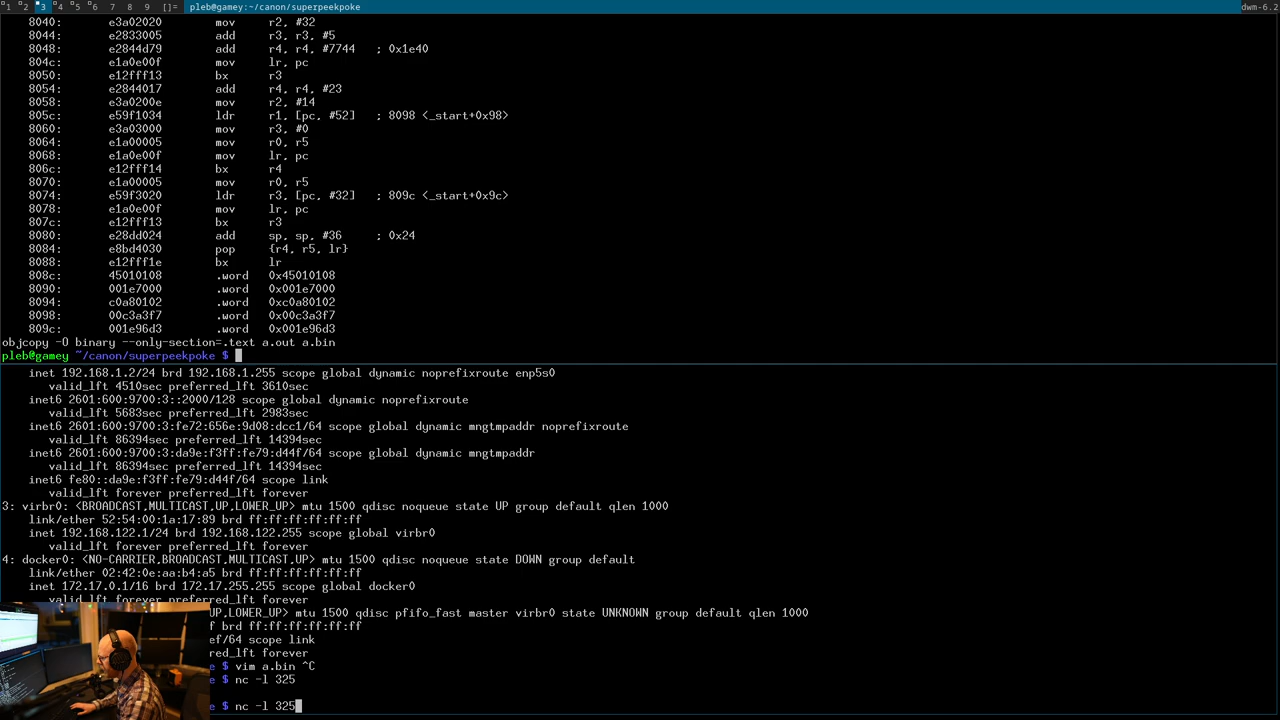 1 2 3 4 5 6 7 8 9 []= pleb@gamey:~/canon/superpeekpoke dwm-6.2
8040: e3a02020 mov r2, #32
8044: e2833005 add r3, r3, #5
8048: e2844d79 add r4, r4, #7744 ; 0x1e40
804c: e1a0e00f mov lr, pc
8050: e12fff13 bx r3
8054: e2844017 add r4, r4, #23
8058: e3a0200e mov r2, #14
805c: e59f1034 ldr r1, [pc, #52] ; 8098 <_start+0x98>
8060: e3a03000 mov r3, #0
8064: e1a00005 mov r0, r5
8068: e1a0e00f mov lr, pc
806c: e12fff14 bx r4
8070: e1a00005 mov r0, r5
8074: e59f3020 ldr r3, [pc, #32] ; 809c <_start+0x9c>
8078: e1a0e00f mov lr, pc
807c: e12fff13 bx r3
8080: e28dd024 add sp, sp, #36 ; 0x24
8084: e8bd4030 pop {r4, r5, lr}
8088: e12fff1e bx lr
808c: 45010108 .word 0x45010108
8090: 001e7000 .word 0x001e7000
8094: c0a80102 .word 0xc0a80102
8098: 00c3a3f7 .word 0x00c3a3f7
809c: 001e96d3 .word 0x001e96d3
objcopy -O binary --only-section=.text a.out a.bin
pleb@gamey ~/canon/superpeekpoke $
inet 192.168.1.2/24 brd 192.168.1.255 scope global dynamic noprefixroute enp5s0
valid_lft 4510sec preferred_lft 3610sec
inet6 2601:600:9700:3::2000/128 scope global dynamic noprefixroute
valid_lft 5683sec preferred_lft 2983sec
inet6 2601:600:9700:3:fe72:656e:9d08:dcc1/64 scope global dynamic mngtmpaddr noprefixroute
valid_lft 86394sec preferred_lft 14394sec
inet6 2601:600:9700:3:da9e:f3ff:fe79:d44f/64 scope global dynamic mngtmpaddr
valid_lft 86394sec preferred_lft 14394sec
inet6 fe80::da9e:f3ff:fe79:d44f/64 scope link
valid_lft forever preferred_lft forever
3: virbr0: <BROADCAST,MULTICAST,UP,LOWER_UP> mtu 1500 qdisc noqueue state UP group default qlen 1000
link/ether 52:54:00:1a:17:89 brd ff:ff:ff:ff:ff:ff
inet 192.168.122.1/24 brd 192.168.122.255 scope global virbr0
valid_lft forever preferred_lft forever
4: docker0: <NO-CARRIER,BROADCAST,MULTICAST,UP> mtu 1500 qdisc noqueue state DOWN group default
link/ether 02:42:0e:aa:b4:a5 brd ff:ff:ff:ff:ff:ff
inet 172.17.0.1/16 brd 172.17.255.255 scope global docker0
valid_lft forever preferred_lft forever
UP,LOWER_UP> mtu 1500 qdisc pfifo_fast master virbr0 state UNKNOWN group default qlen 1000
f brd ff:ff:ff:ff:ff:ff
ef/64 scope link
red_lft forever
e $ vim a.bin ^C
e $ nc -l 325
e $ nc -l 325